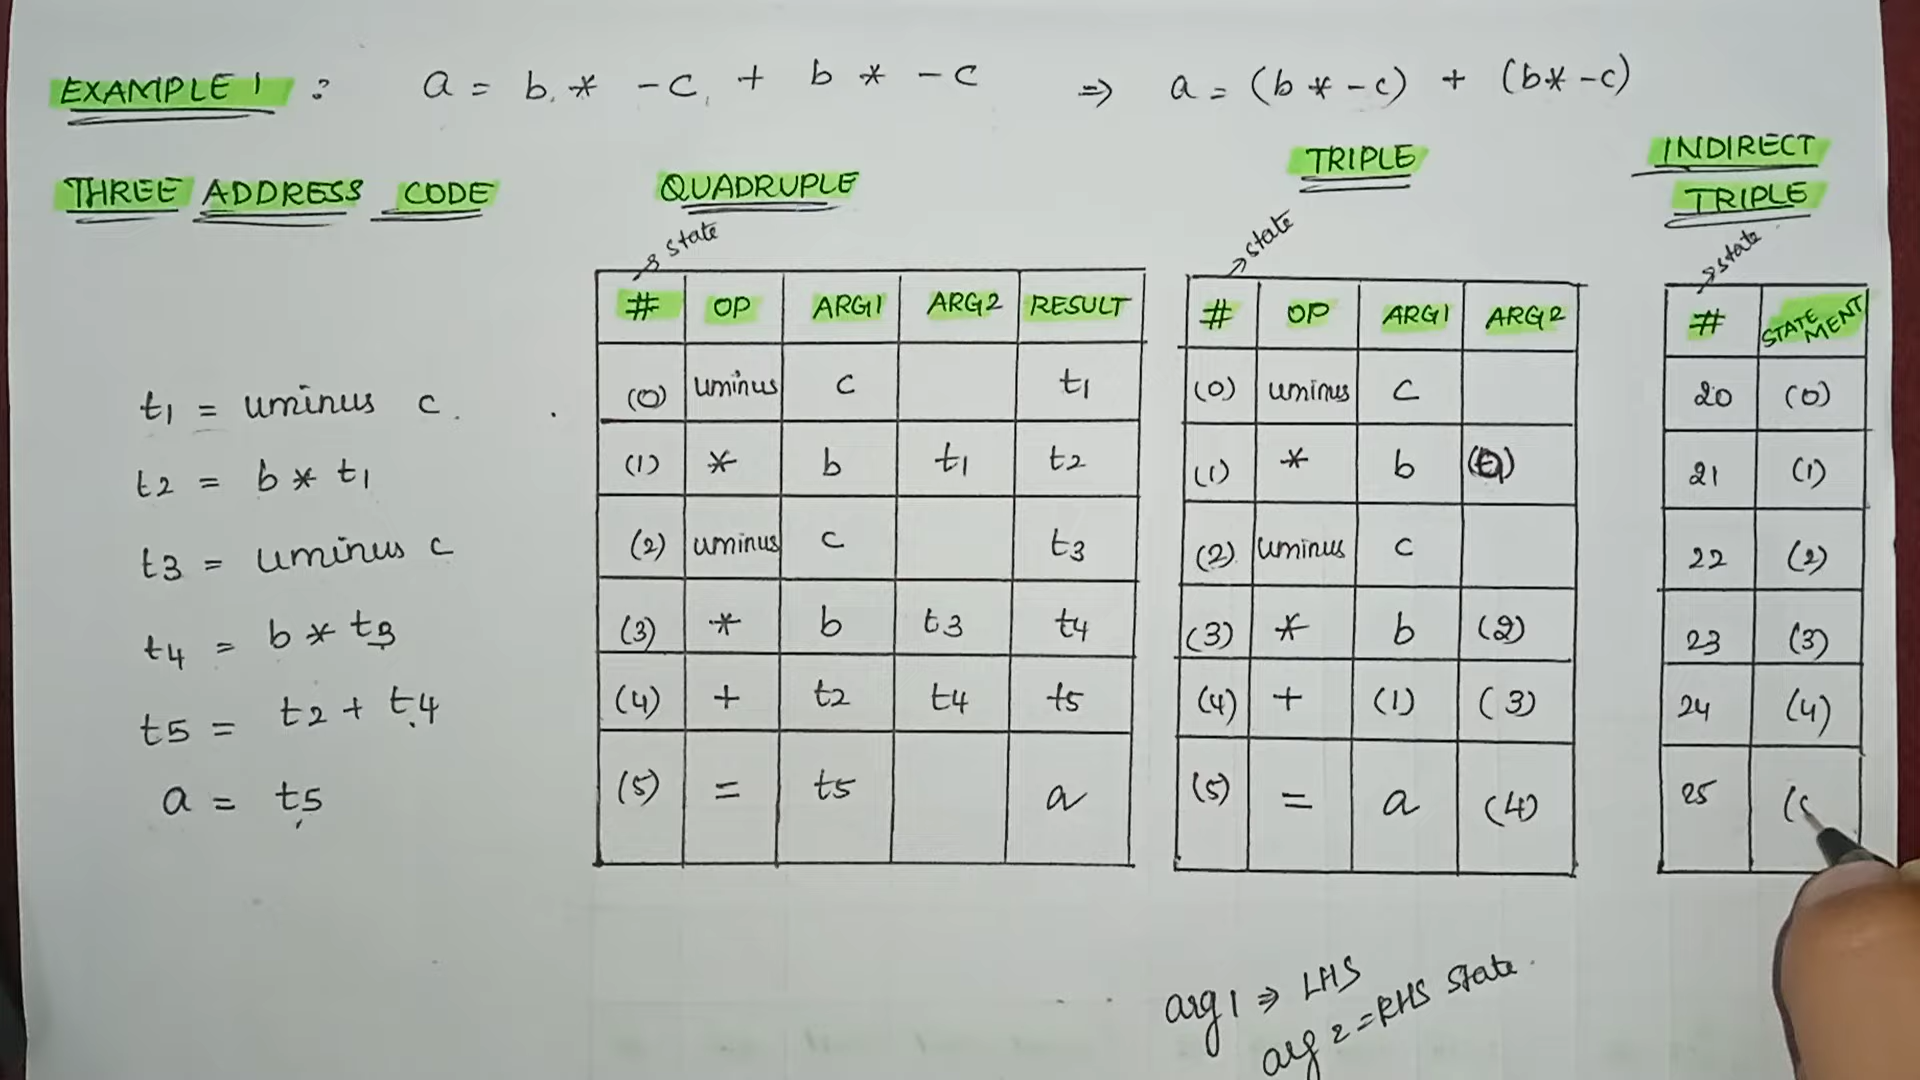 EXAMPLE 1 : a = b * -c + b * -c ⇒ a = (b * -c) + (b * -c)
THREE ADDRESS CODE
t1 = uminus c
t2 = b * t1
t3 = uminus c
t4 = b * t3
t5 = t2 + t4
a = t5
QUADRUPLE
state
# OP ARG1 ARG2 RESULT
(0) uminus c t1
(1) * b t1 t2
(2) uminus c t3
(3) * b t3 t4
(4) + t2 t4 t5
(5) = t5 a
TRIPLE
state
# OP ARG1 ARG2
(0) uminus c
(1) * b
(2) uminus c
(3) * b (2)
(4) + (1) (3)
(5) = a (4)
arg1 ⇒ LHS
arg 2 = RHS state.
INDIRECT
TRIPLE
state
# STATEMENT
20 (0)
21 (1)
22 (2)
23 (3)
24 (4)
25